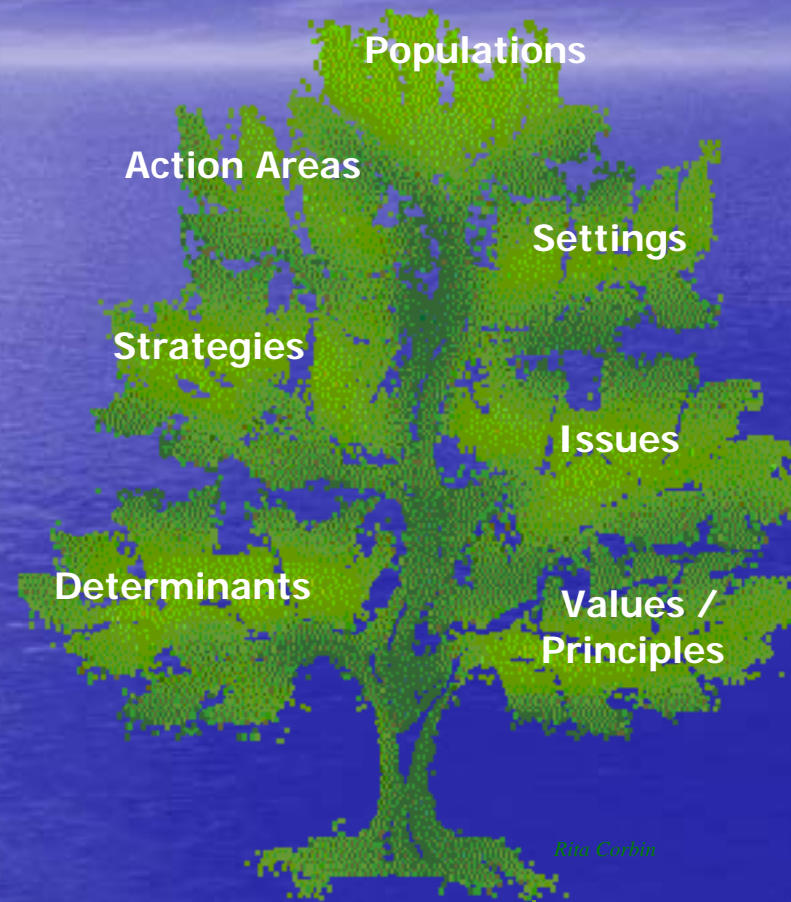 Populations
Action Areas
Settings
Strategies
Issues
Determinants
Values /
Principles
Rita Corbin